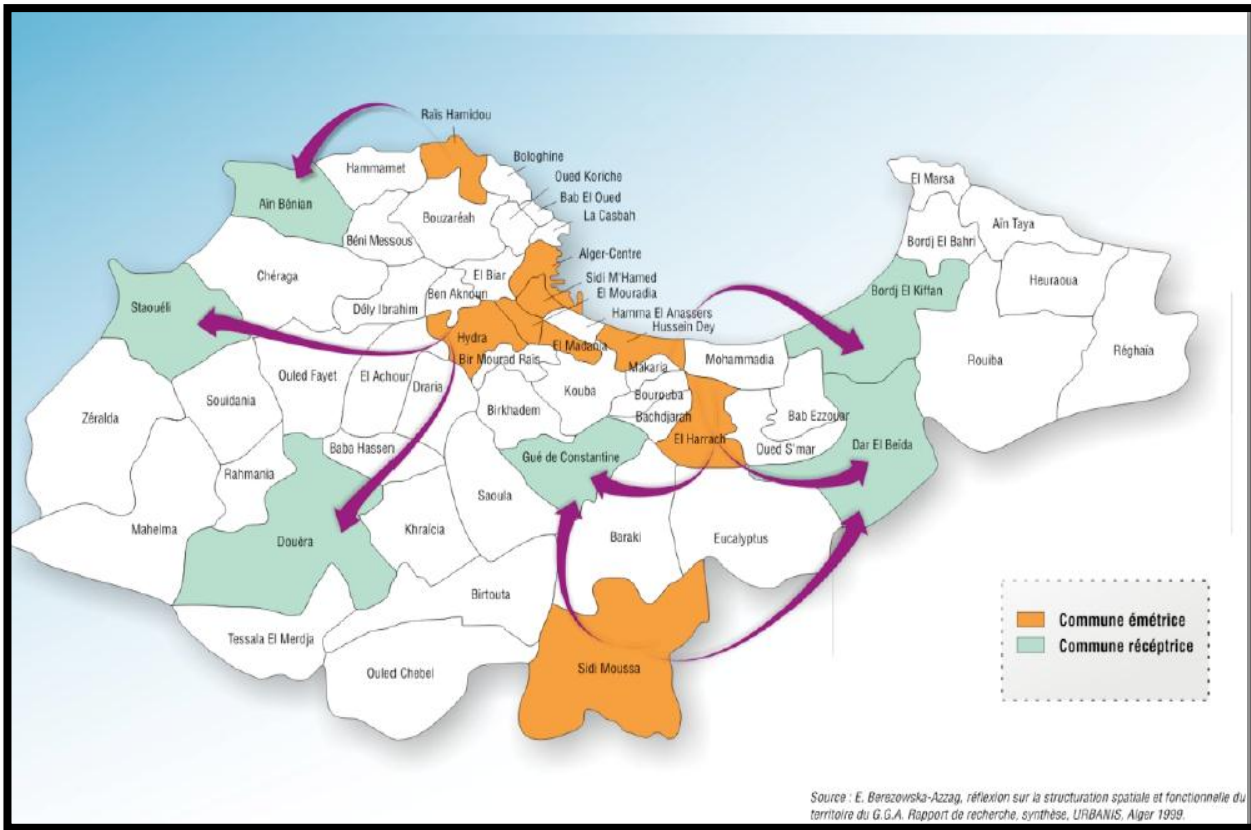 Raïs Hamidou
Hammamet
Bologhine
Oued Koriche
Bab El Oued
La Casbah
El Marsa
Aïn Taya
Aïn Bénian
Bouzaréah
Béni Messous
Bordj El Bahri
Alger-Centre
Sidi M'Hamed
El Mouradia
Hamma El Anassers
Hussein Dey
Chéraga
El Biar
Ben Aknoun
Dély Ibrahim
Heuraoua
Bordj El Kiffan
Staouéli
Hydra
El Madania
Bir Mourad Raïs
Makaria
Mohammadia
Rouiba
Réghaïa
Ouled Fayet
El Achour
Draria
Birkhadem
Kouba
Bourouba
Bachdjarah
Bab Ezzouar
Zéralda
Souidania
Baba Hassen
Gué de Constantine
El Harrach
Oued S'mar
Dar El Beïda
Rahmania
Saoula
Mahelma
Douèra
Khraïcia
Baraki
Eucalyptus
Birtouta
Tessala El Merdja
Ouled Chebel
Sidi Moussa
Commune émétrice
Commune récéptrice
Source : E. Berezowska-Azzag, réflexion sur la structuration spatiale et fonctionelle du
territoire du G.G.A. Rapport de recherche, synthèse, URBANIS, Alger 1999.